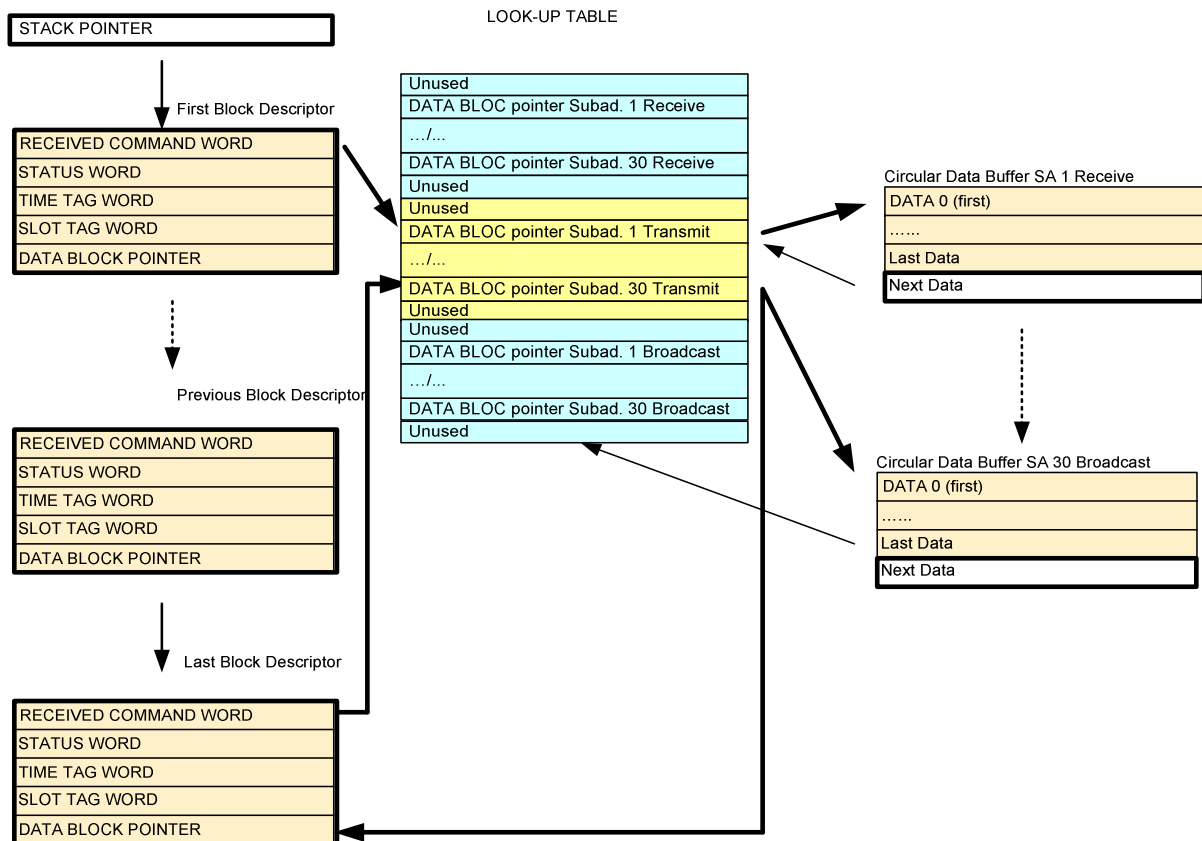 LOOK-UP TABLE
STACK POINTER
First Block Descriptor
RECEIVED COMMAND WORD
STATUS WORD
TIME TAG WORD
SLOT TAG WORD
DATA BLOCK POINTER
Previous Block Descriptor
RECEIVED COMMAND WORD
STATUS WORD
TIME TAG WORD
SLOT TAG WORD
DATA BLOCK POINTER
Last Block Descriptor
RECEIVED COMMAND WORD
STATUS WORD
TIME TAG WORD
SLOT TAG WORD
DATA BLOCK POINTER
Unused
DATA BLOC pointer Subad. 1 Receive
…/...
DATA BLOC pointer Subad. 30 Receive
Unused
Unused
DATA BLOC pointer Subad. 1 Transmit
…/...
DATA BLOC pointer Subad. 30 Transmit
Unused
Unused
DATA BLOC pointer Subad. 1 Broadcast
…/...
DATA BLOC pointer Subad. 30 Broadcast
Unused
Circular Data Buffer SA 1 Receive
DATA 0 (first)
…...
Last Data
Next Data
Circular Data Buffer SA 30 Broadcast
DATA 0 (first)
…...
Last Data
Next Data